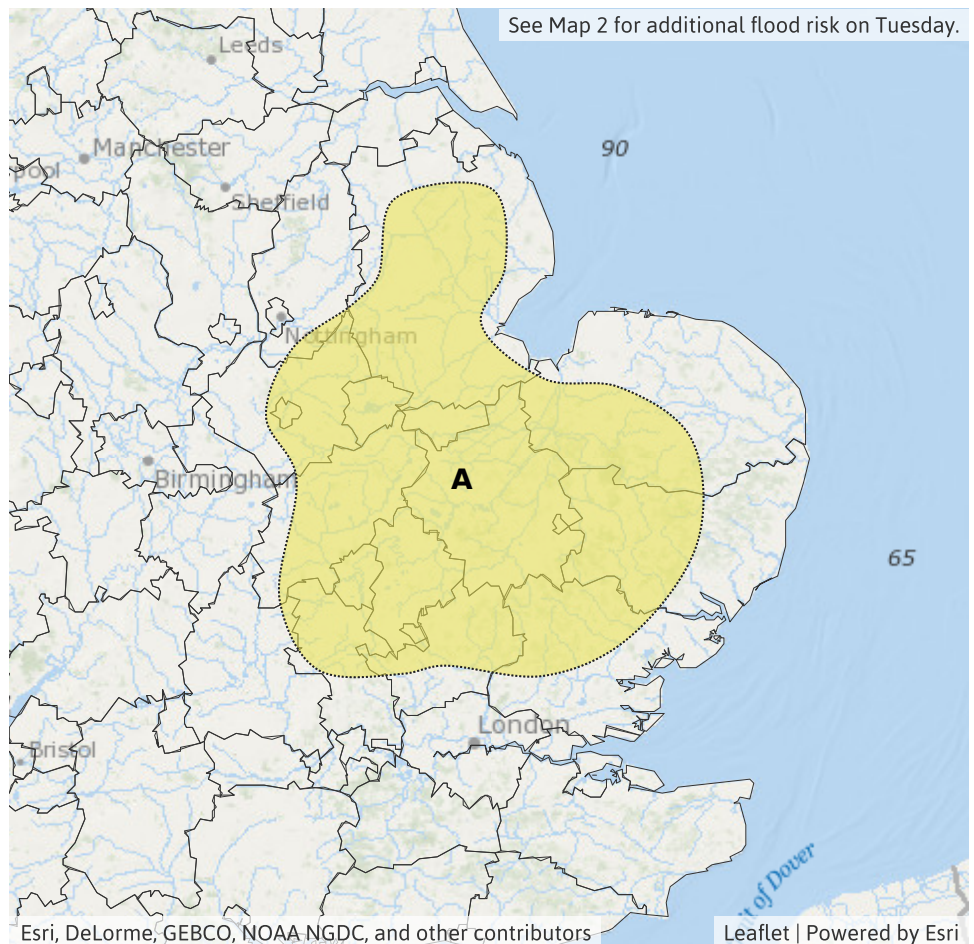 See Map 2 for additional flood risk on Tuesday.
Leeds
Manchester
90
pool
Sheffield
Nottingham
Birmingham
A
65
London
Bristol
it of Dover
Esri, DeLorme, GEBCO, NOAA NGDC, and other contributors
Leaflet | Powered by Esri